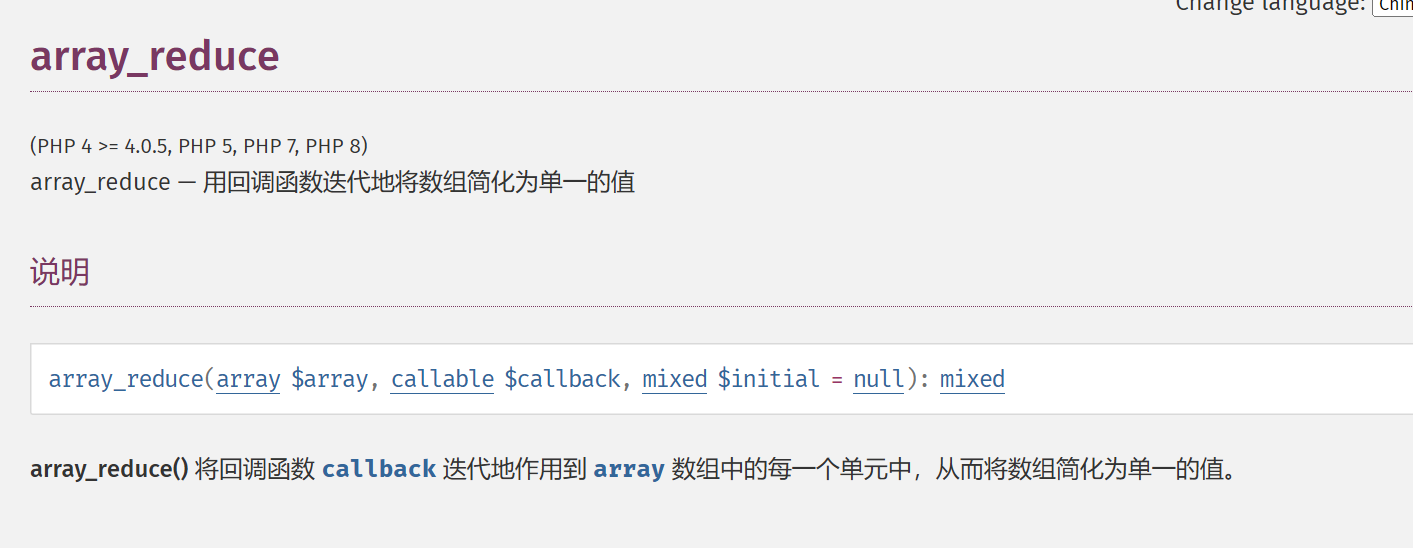 Change language: Chin
array_reduce
(PHP 4 >= 4.0.5, PHP 5, PHP 7, PHP 8)
array_reduce — 用回调函数迭代地将数组简化为单一的值
说明
array_reduce(array $array, callable $callback, mixed $initial = null): mixed
array_reduce() 将回调函数 callback 迭代地作用到 array 数组中的每一个单元中，从而将数组简化为单一的值。